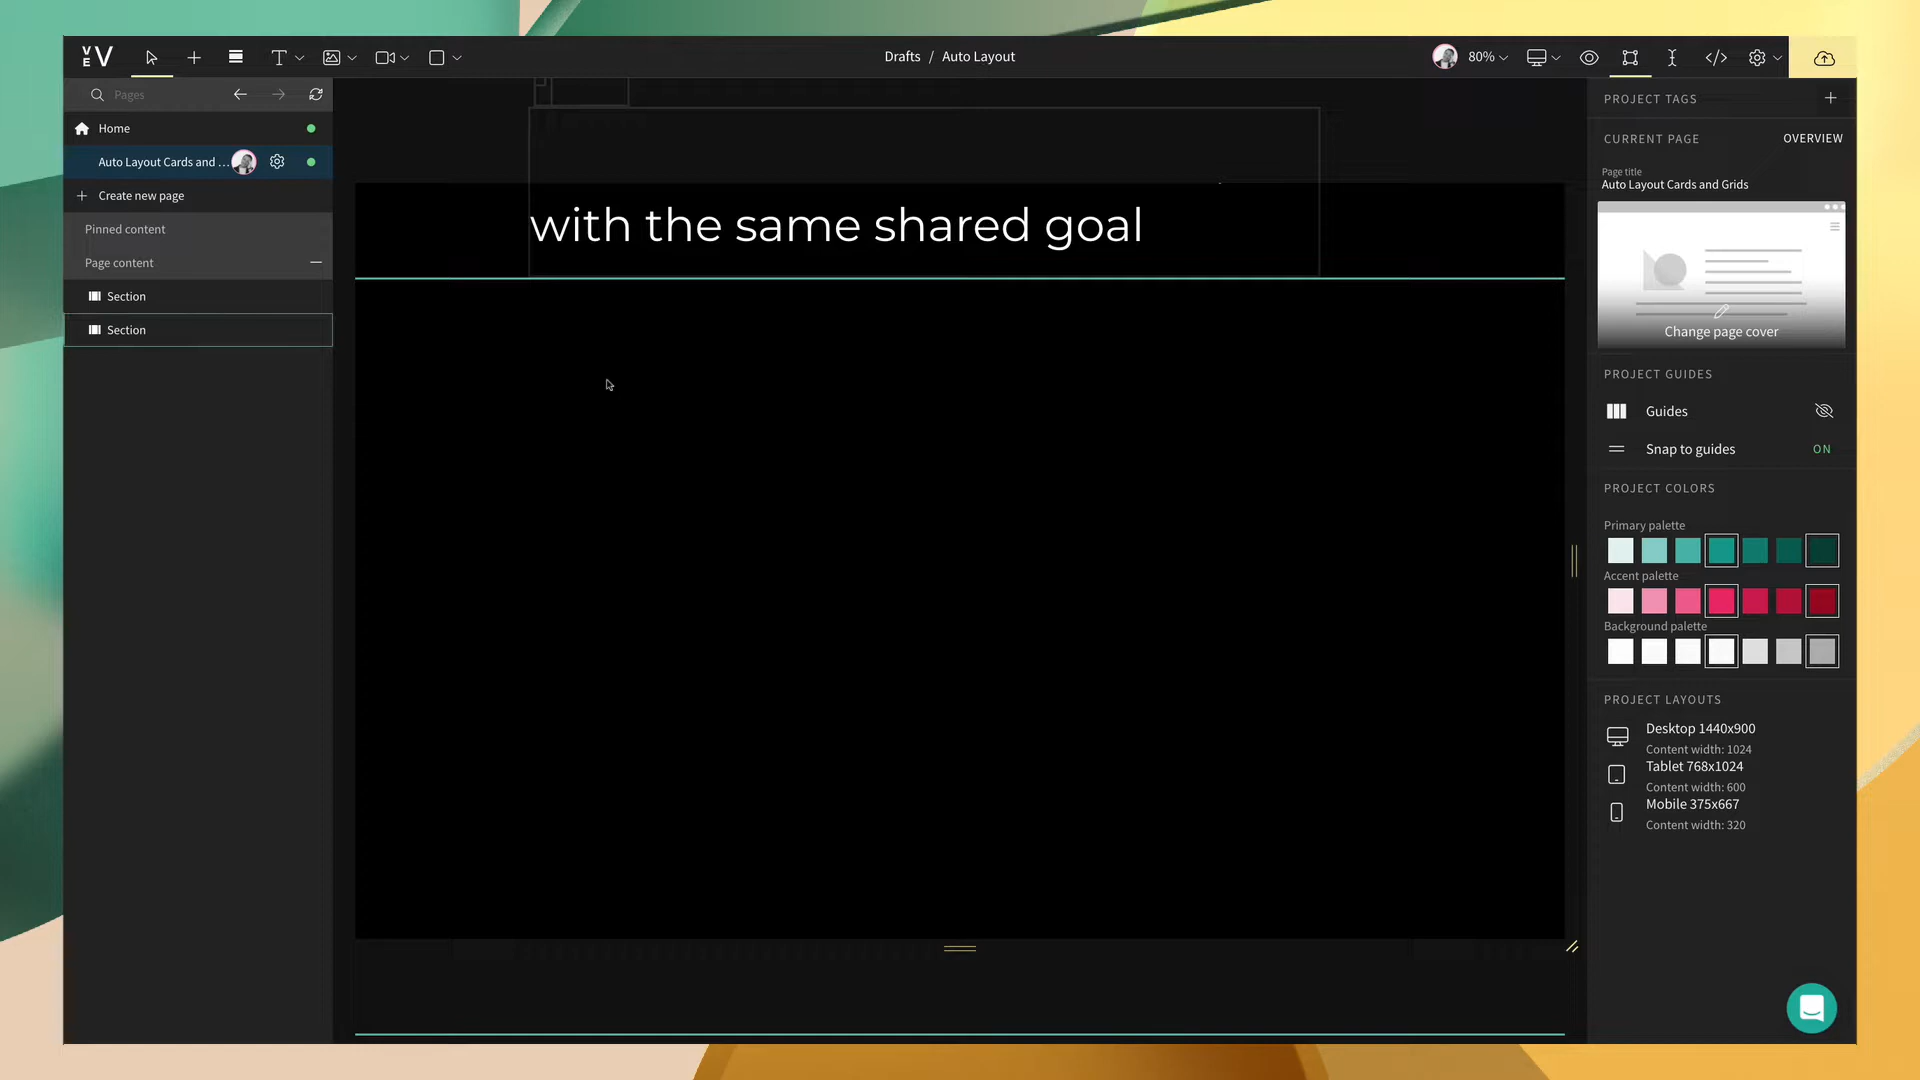 VEV
T
Drafts / Auto Layout
80%
Pages
Home
Auto Layout Cards and ...
Create new page
Pinned content
Page content
Section
Section
with the same shared goal
PROJECT TAGS
CURRENT PAGE
OVERVIEW
Page title
Auto Layout Cards and Grids
Change page cover
PROJECT GUIDES
Guides
Snap to guides
ON
PROJECT COLORS
Primary palette
Accent palette
Background palette
PROJECT LAYOUTS
Desktop 1440x900
Content width: 1024
Tablet 768x1024
Content width: 600
Mobile 375x667
Content width: 320